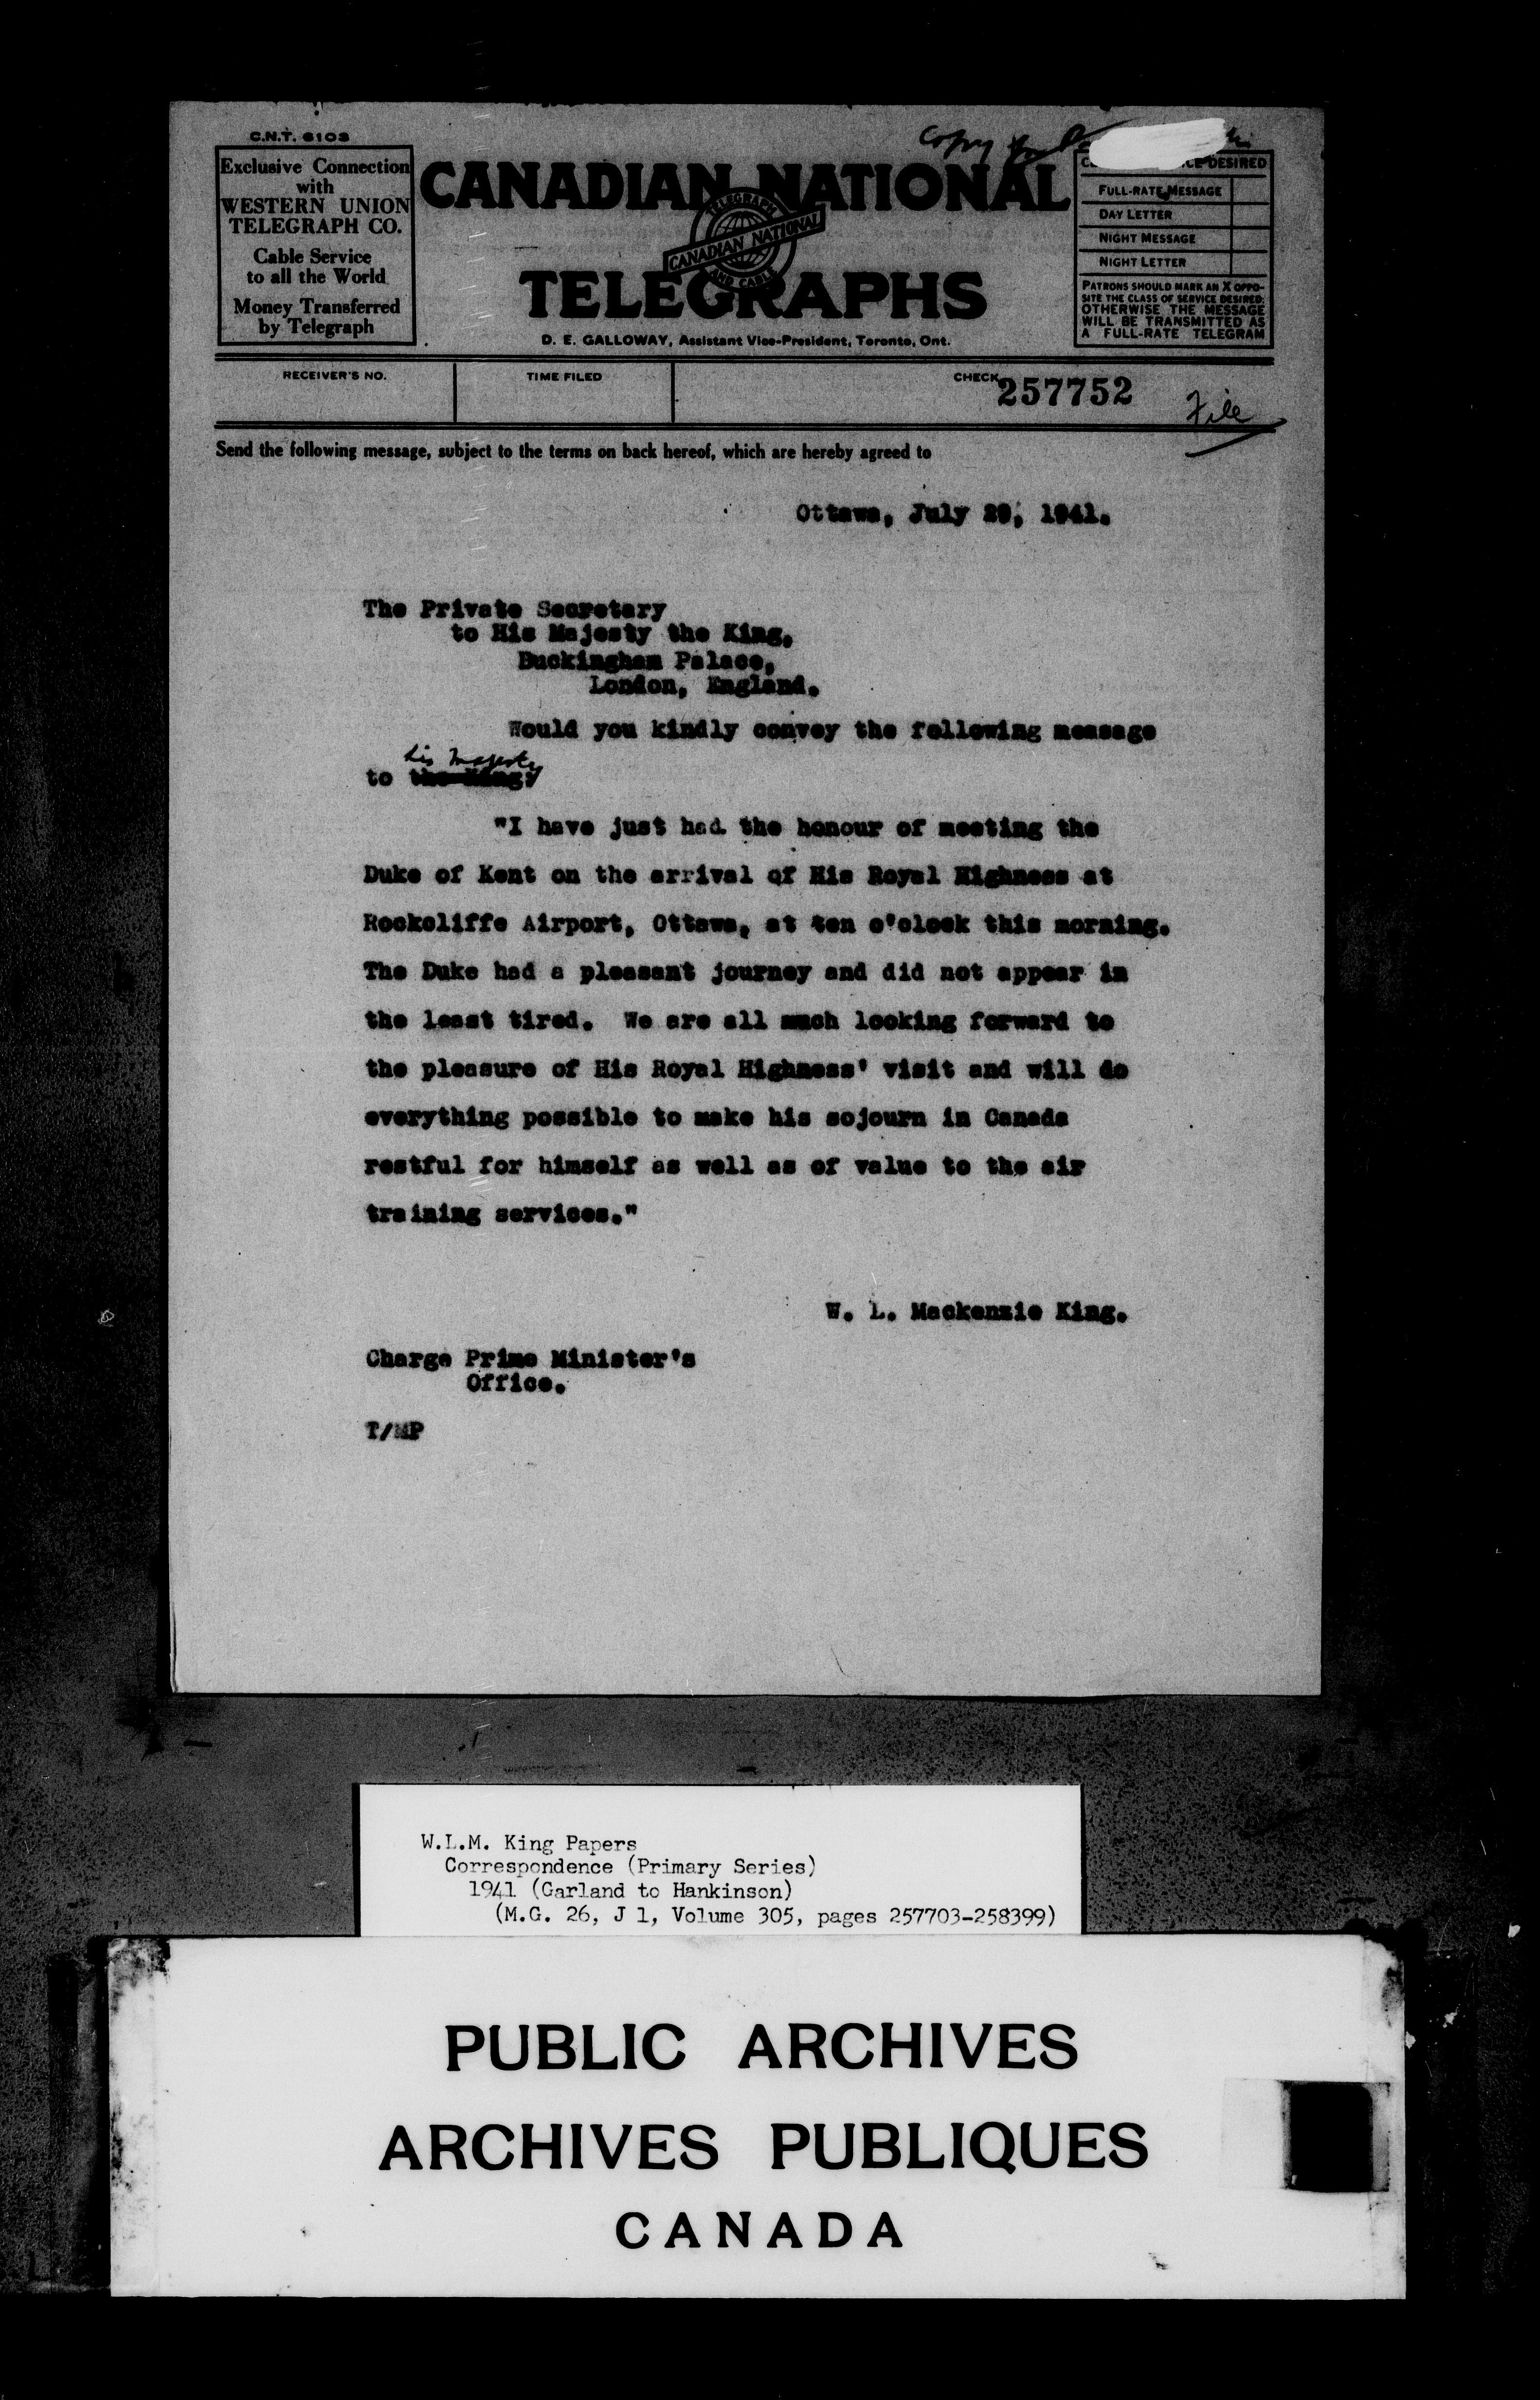 C.N.T. 6103
Exclusive Connection
with
WESTERN UNION
TELEGRAPH CO.
Cable Service
to all the World
Money Transferred
by Telegraph
Copy
CANADIAN NATIONAL
TELEGRAPH
CANADIAN NATIONAL
AND CABLE
TELEGRAPHS
D. E. GALLOWAY, Assistant Vice-President, Toronto, Ont.
DESIRED
FULL-RATE MESSAGE
DAY LETTER
NIGHT MESSAGE
NIGHT LETTER
PATRONS SHOULD MARK AN X OPPO-
SITE THE CLASS OF SERVICE DESIRED;
OTHERWISE THE MESSAGE
WILL BE TRANSMITTED AS
A FULL-RATE TELEGRAM
RECEIVER'S NO.
TIME FILED
CHECK
257752
File
Send the following message, subject to the terms on back hereof, which are hereby agreed to
Ottawa, July 29, 1941.
The Private Secretary
to His Majesty the King,
Buckingham Palace,
London, England.
Would you kindly convey the following message
His Majesty
to the King:
"I have just had the honour of meeting the
Duke of Kent on the arrival of His Royal Highness at
Rockcliffe Airport, Ottawa, at ten o'clock this morning.
The Duke had a pleasant journey and did not appear in
the least tired. We are all much looking forward to
the pleasure of His Royal Highness' visit and will do
everything possible to make his sojourn in Canada
restful for himself as well as of value to the air
training services."
W. L. Mackenzie King.
Charge Prime Minister's
Office.
T/MP
W.L.M. King Papers
Correspondence (Primary Series)
1941 (Garland to Hankinson)
(M.G. 26, J 1, Volume 305, pages 257703-258399)
PUBLIC ARCHIVES
ARCHIVES PUBLIQUES
CANADA